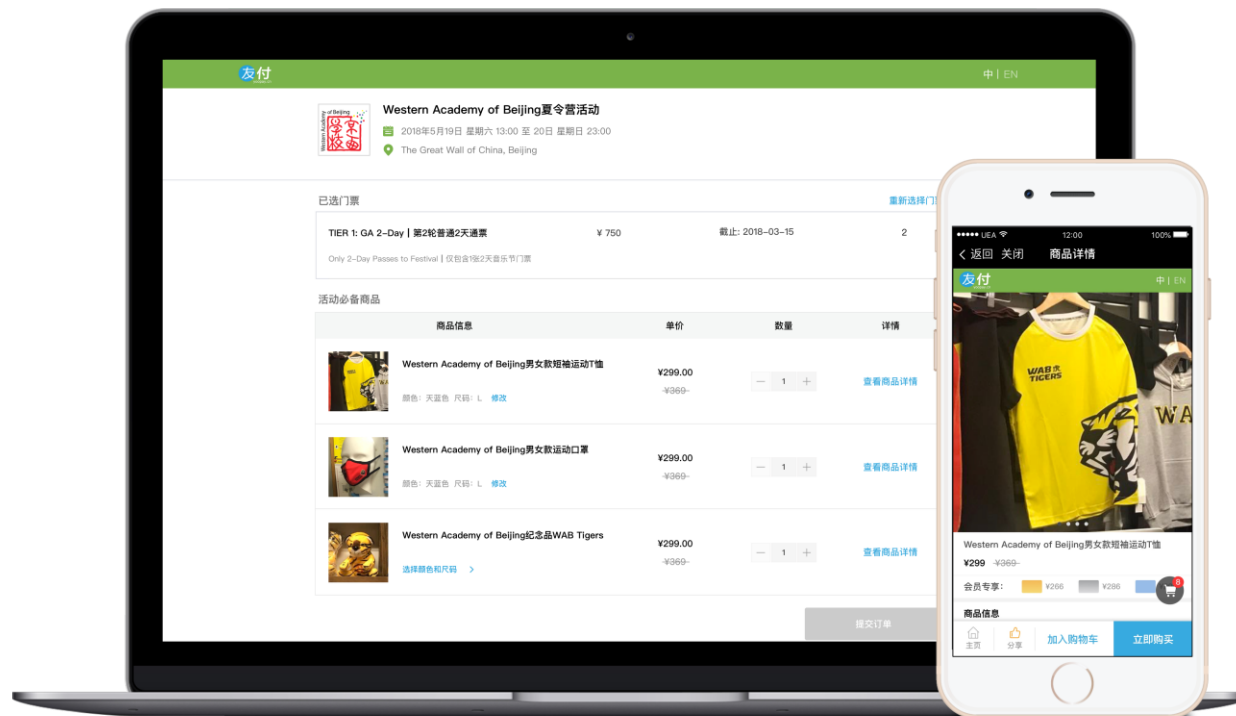 友付
中 | EN
Western Academy of Beijing
京西学校
Western Academy of Beijing夏令营活动
2018年5月19日 星期六 13:00 至 20日 星期日 23:00
The Great Wall of China, Beijing
已选门票
重新选择门
TIER 1: GA 2-Day | 第2轮普通2天通票
¥ 750
截止: 2018-03-15
2
Only 2-Day Passes to Festival | 仅包含1张2天音乐节门票
活动必备商品
商品信息
单价
数量
详情
Western Academy of Beijing男女款短袖运动T恤
颜色: 天蓝色 尺码: L 修改
¥299.00
¥369
— 1 +
查看商品详情
Western Academy of Beijing男女款运动口罩
颜色: 天蓝色 尺码: L 修改
¥299.00
¥369
— 1 +
查看商品详情
Western Academy of Beijing纪念品WAB Tigers
选择颜色和尺码 >
¥299.00
¥369
— 1 +
查看商品详情
提交订单
UEA
12:00
100%
返回 关闭
商品详情
友付
中 | EN
WAB 虎
TIGERS
WA
Western Academy of Beijing男女款短袖运动T恤
¥299 ¥369
会员专享: ¥266 ¥286
8
商品信息
主页
分享
加入购物车
立即购买